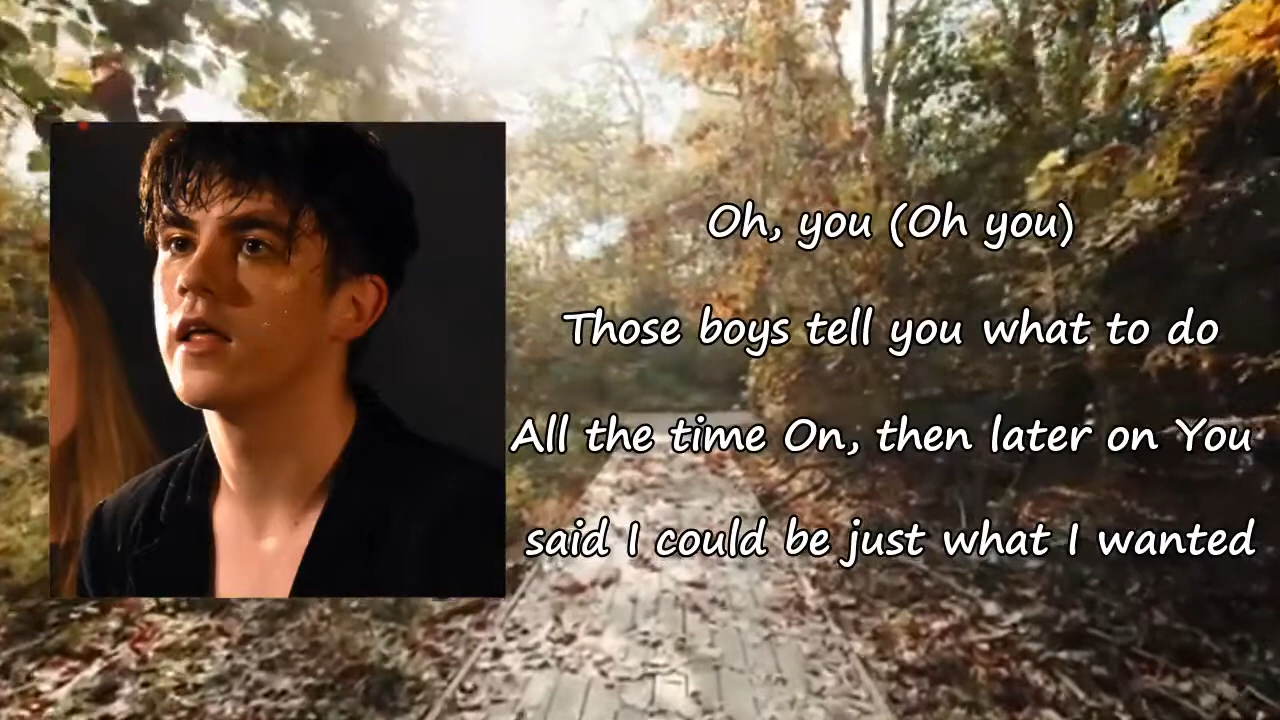 Oh, you (Oh you)
Those boys tell you what to do
All the time On, then later on You
said I could be just what I wanted